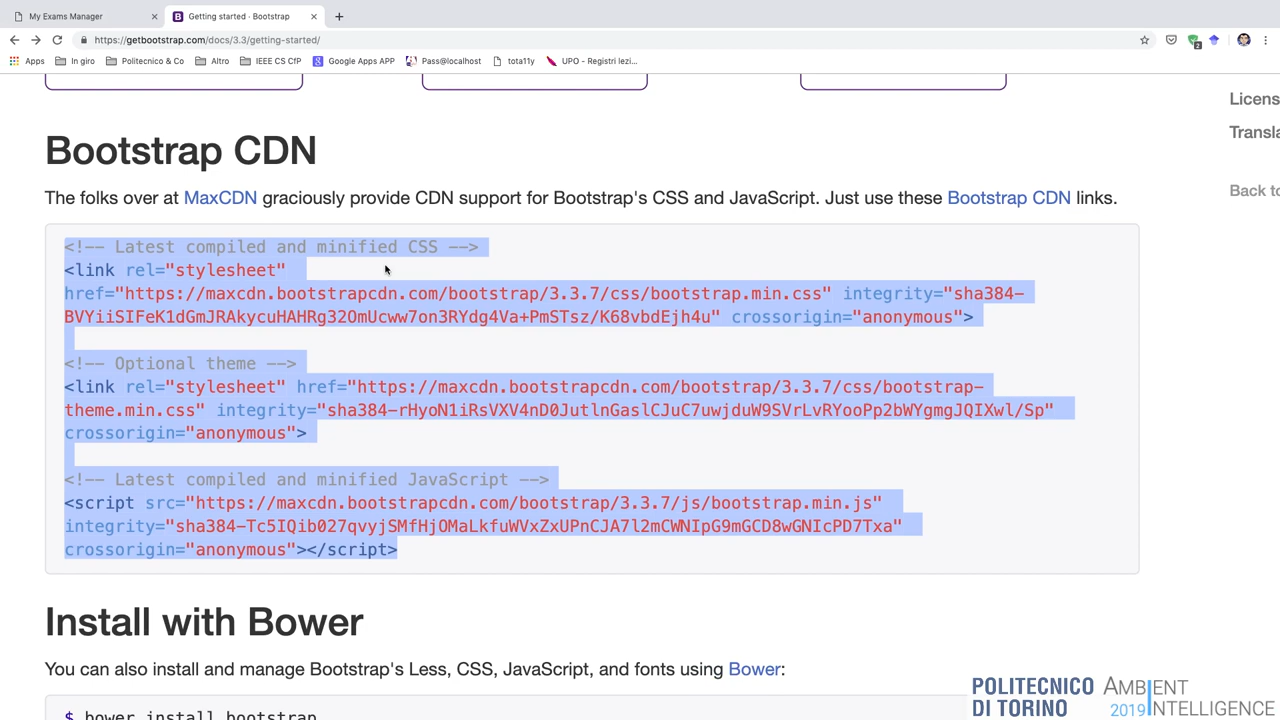 My Exams Manager
Getting started · Bootstrap
https://getbootstrap.com/docs/3.3/getting-started/
Apps In giro Politecnico & Co Altro IEEE CS CfP Google Apps APP Pass@localhost tota11y UPO - Registri lezi...
Licens
Transla
Back to
Bootstrap CDN
The folks over at MaxCDN graciously provide CDN support for Bootstrap's CSS and JavaScript. Just use these Bootstrap CDN links.
<!-- Latest compiled and minified CSS -->
<link rel="stylesheet"
href="https://maxcdn.bootstrapcdn.com/bootstrap/3.3.7/css/bootstrap.min.css" integrity="sha384-
BVYiiSIFeK1dGmJRAkycuHAHRg32OmUcww7on3RYdg4Va+PmSTsz/K68vbdEjh4u" crossorigin="anonymous">
<!-- Optional theme -->
<link rel="stylesheet" href="https://maxcdn.bootstrapcdn.com/bootstrap/3.3.7/css/bootstrap-
theme.min.css" integrity="sha384-rHyoN1iRsVXV4nD0JutlnGaslCJuC7uwjduW9SVrLvRYooPp2bWYgmgJQIXwl/Sp"
crossorigin="anonymous">
<!-- Latest compiled and minified JavaScript -->
<script src="https://maxcdn.bootstrapcdn.com/bootstrap/3.3.7/js/bootstrap.min.js"
integrity="sha384-Tc5IQib027qvyjSMfHjOMaLkfuWVxZxUPnCJA7l2mCWNIpG9mGCD8wGNIcPD7Txa"
crossorigin="anonymous"></script>
Install with Bower
You can also install and manage Bootstrap's Less, CSS, JavaScript, and fonts using Bower:
$ bower install bootstrap
POLITECNICO
DI TORINO
AMBIENT
2019 INTELLIGENCE